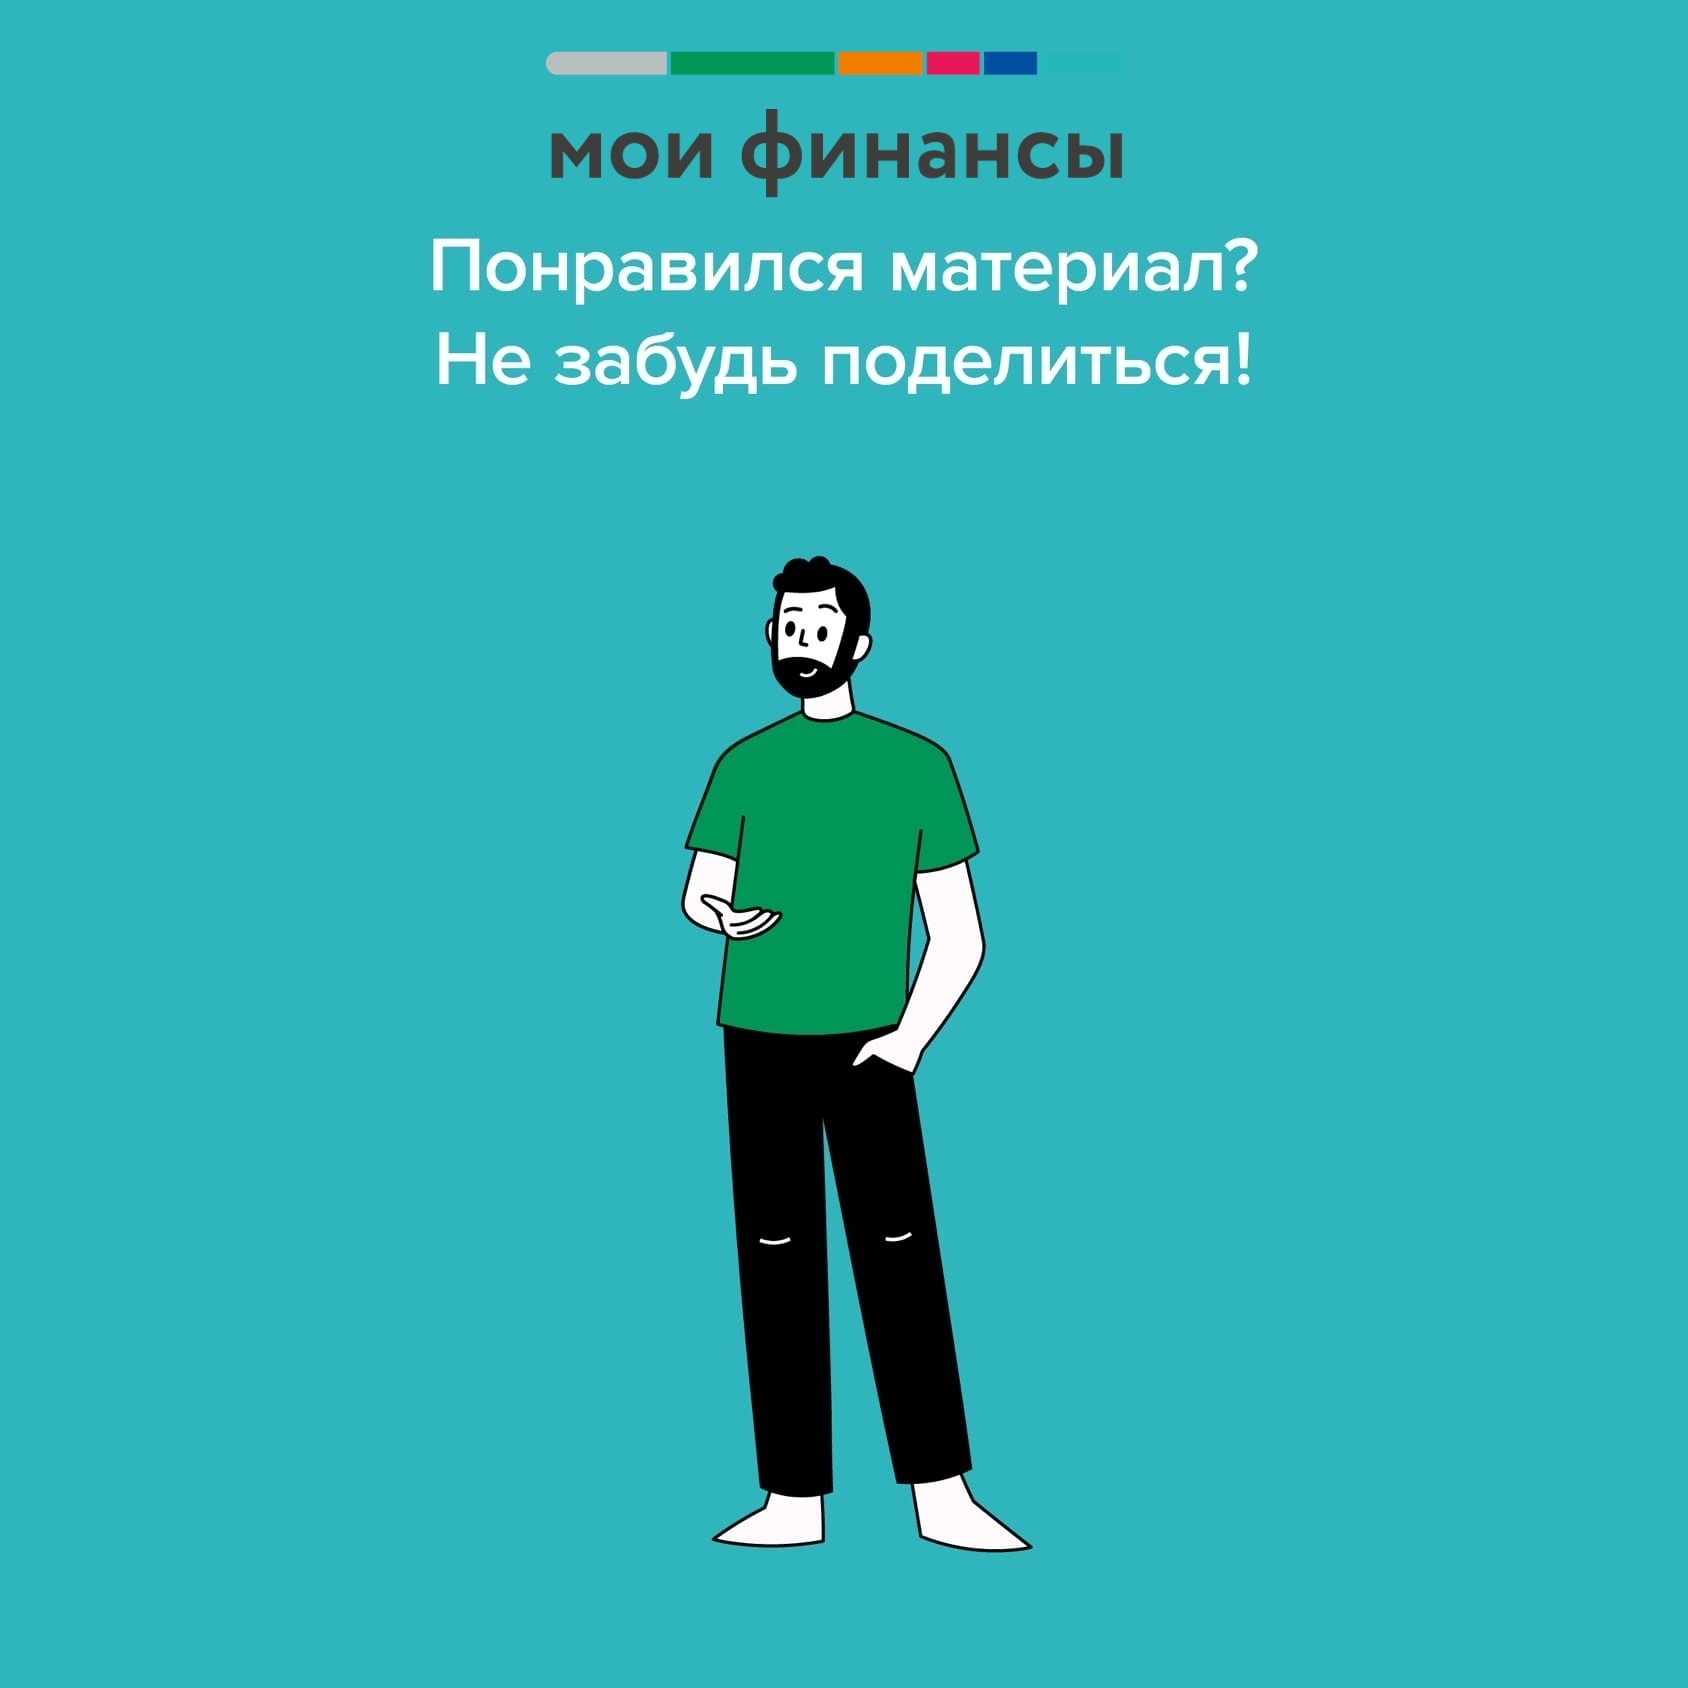 мои финансы
Понравился материал?
Не забудь поделиться!